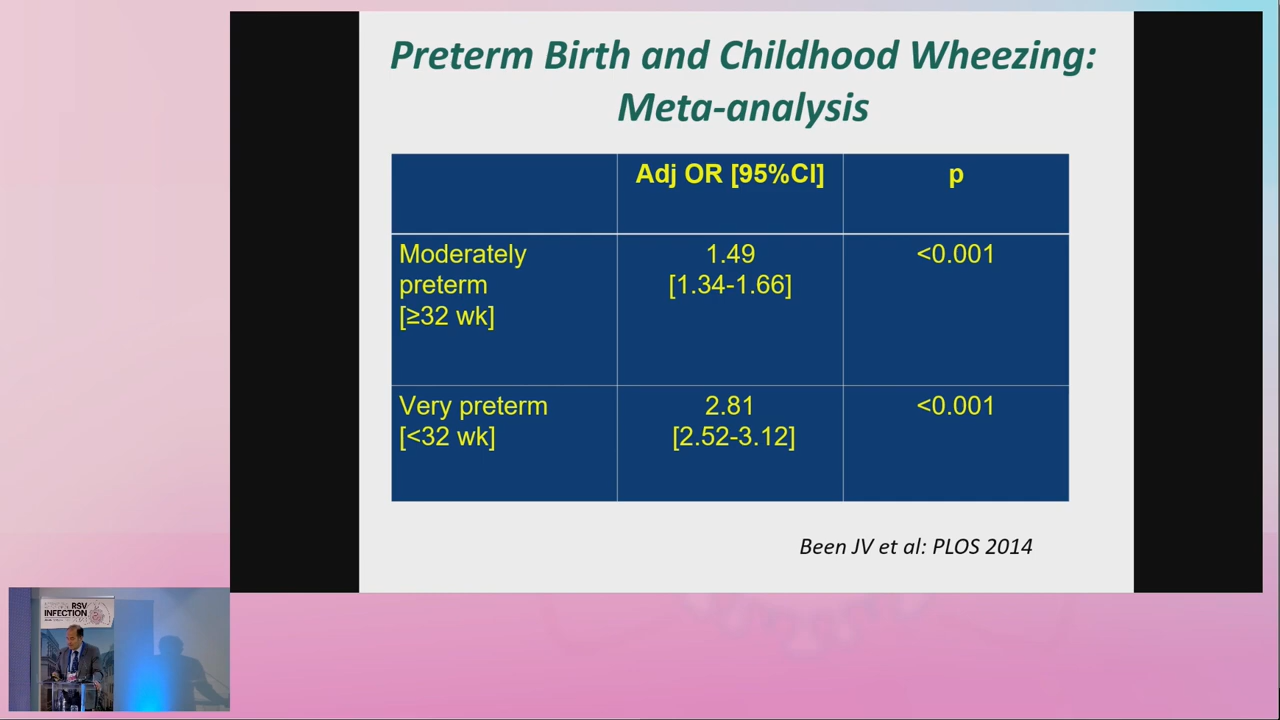 Preterm Birth and Childhood Wheezing:
Meta-analysis
Adj OR [95%CI]
p
Moderately
preterm
[≥32 wk]
1.49
[1.34-1.66]
<0.001
Very preterm
[<32 wk]
2.81
[2.52-3.12]
<0.001
Been JV et al: PLOS 2014
RSV
INFECTION